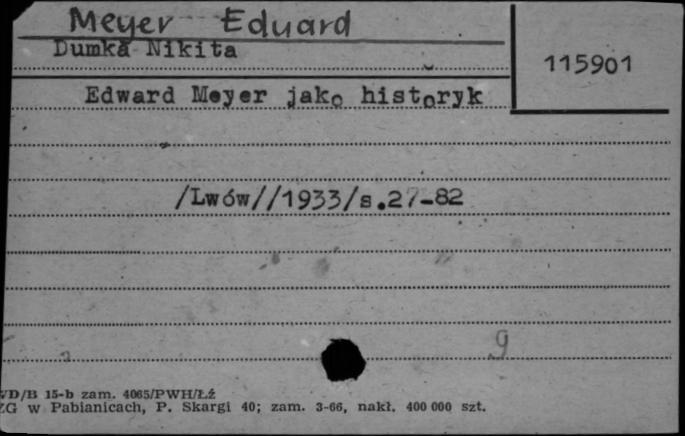 Meyer Eduard
Dumka Nikita
115901
Edward Meyer jako historyk
/Lwów//1933/s.27-82
9
VD/B 15-b zam. 4065/PWH/Łź
ZG w Pabianicach, P. Skargi 40; zam. 3-66, nakł. 400 000 szt.